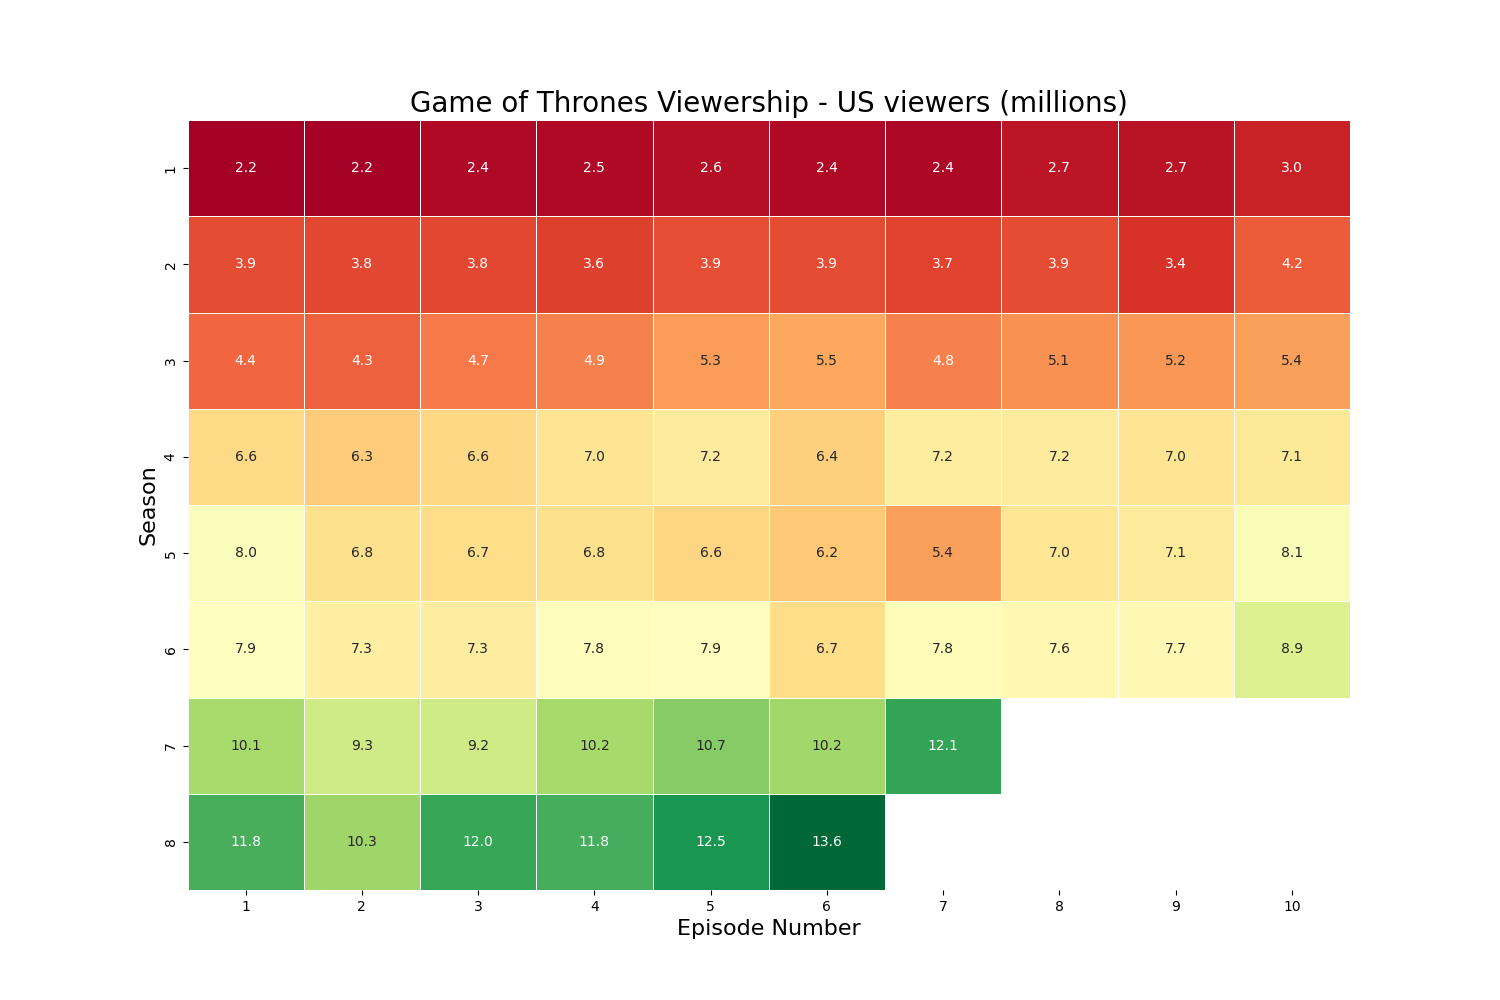 Game of Thrones Viewership - US viewers (millions)
1 2.2 2.2 2.4 2.5 2.6 2.4 2.4 2.7 2.7 3.0
2 3.9 3.8 3.8 3.6 3.9 3.9 3.7 3.9 3.4 4.2
3 4.4 4.3 4.7 4.9 5.3 5.5 4.8 5.1 5.2 5.4
4 6.6 6.3 6.6 7.0 7.2 6.4 7.2 7.2 7.0 7.1
Season
5 8.0 6.8 6.7 6.8 6.6 6.2 5.4 7.0 7.1 8.1
6 7.9 7.3 7.3 7.8 7.9 6.7 7.8 7.6 7.7 8.9
7 10.1 9.3 9.2 10.2 10.7 10.2 12.1
8 11.8 10.3 12.0 11.8 12.5 13.6
1 2 3 4 5 6 7 8 9 10
Episode Number